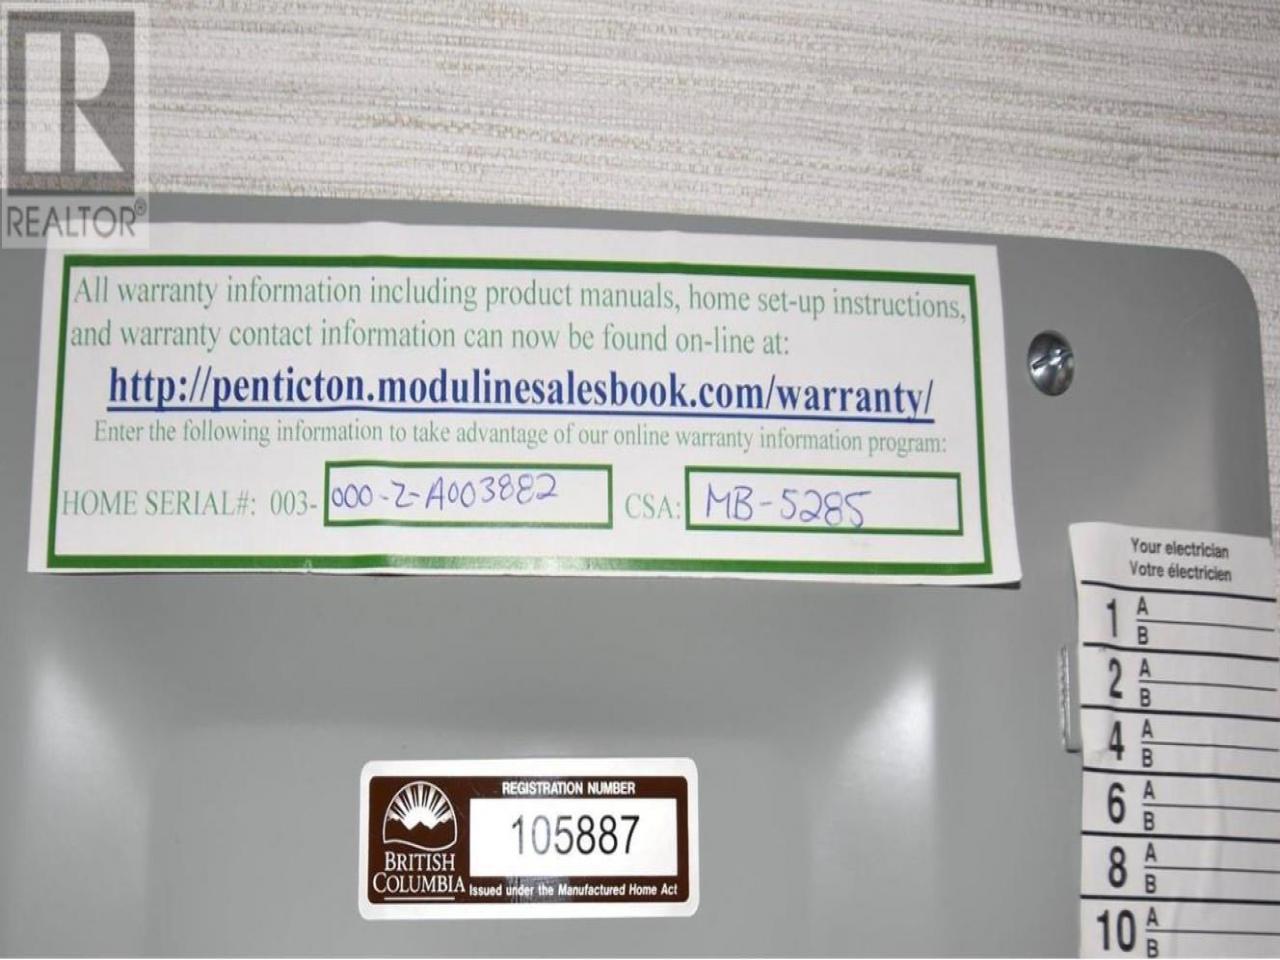 REALTOR®
All warranty information including product manuals, home set-up instructions,
and warranty contact information can now be found on-line at:
http://penticton.modulinesalesbook.com/warranty/
Enter the following information to take advantage of our online warranty information program:
HOME SERIAL#: 003- 000-Z-A003882 CSA: MB-5285
Your electrician
Votre électricien
1 A
B
2 A
B
4 A
B
6 A
B
8 A
B
10 A
B
REGISTRATION NUMBER
105887
BRITISH
COLUMBIA
Issued under the Manufactured Home Act